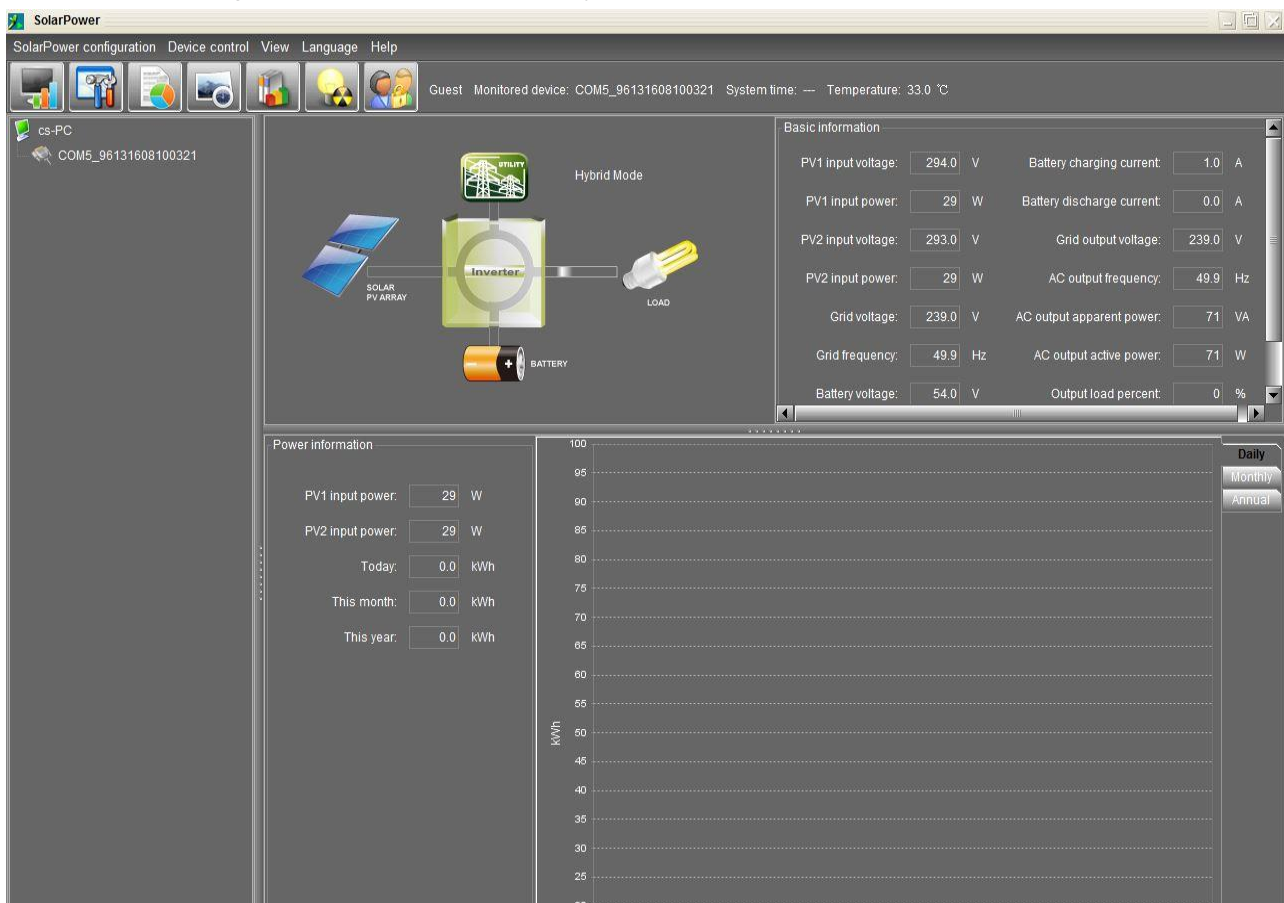 SolarPower
SolarPower configuration Device control View Language Help
Guest Monitored device: COM5_96131608100321 System time: --- Temperature: 33.0 ℃
cs-PC
COM5_96131608100321
UTILITY
Hybrid Mode
SOLAR
PV ARRAY
Inverter
LOAD
BATTERY
Basic information
PV1 input voltage: 294.0 V Battery charging current: 1.0 A
PV1 input power: 29 W Battery discharge current: 0.0 A
PV2 input voltage: 293.0 V Grid output voltage: 239.0 V
PV2 input power: 29 W AC output frequency: 49.9 Hz
Grid voltage: 239.0 V AC output apparent power: 71 VA
Grid frequency: 49.9 Hz AC output active power: 71 W
Battery voltage: 54.0 V Output load percent: 0 %
Power information
PV1 input power: 29 W
PV2 input power: 29 W
Today: 0.0 kWh
This month: 0.0 kWh
This year: 0.0 kWh
100
95
90
85
80
75
70
65
60
55
50
45
40
35
30
25
kWh
Daily
Monthly
Annual